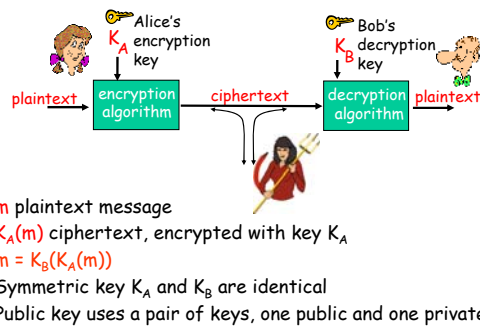 Alice's
K_A encryption
key
Bob's
K_B decryption
key
plaintext
encryption
algorithm
ciphertext
decryption
algorithm
plaintext
m plaintext message
K_A(m) ciphertext, encrypted with key K_A
m = K_B(K_A(m))
Symmetric key K_A and K_B are identical
Public key uses a pair of keys, one public and one private